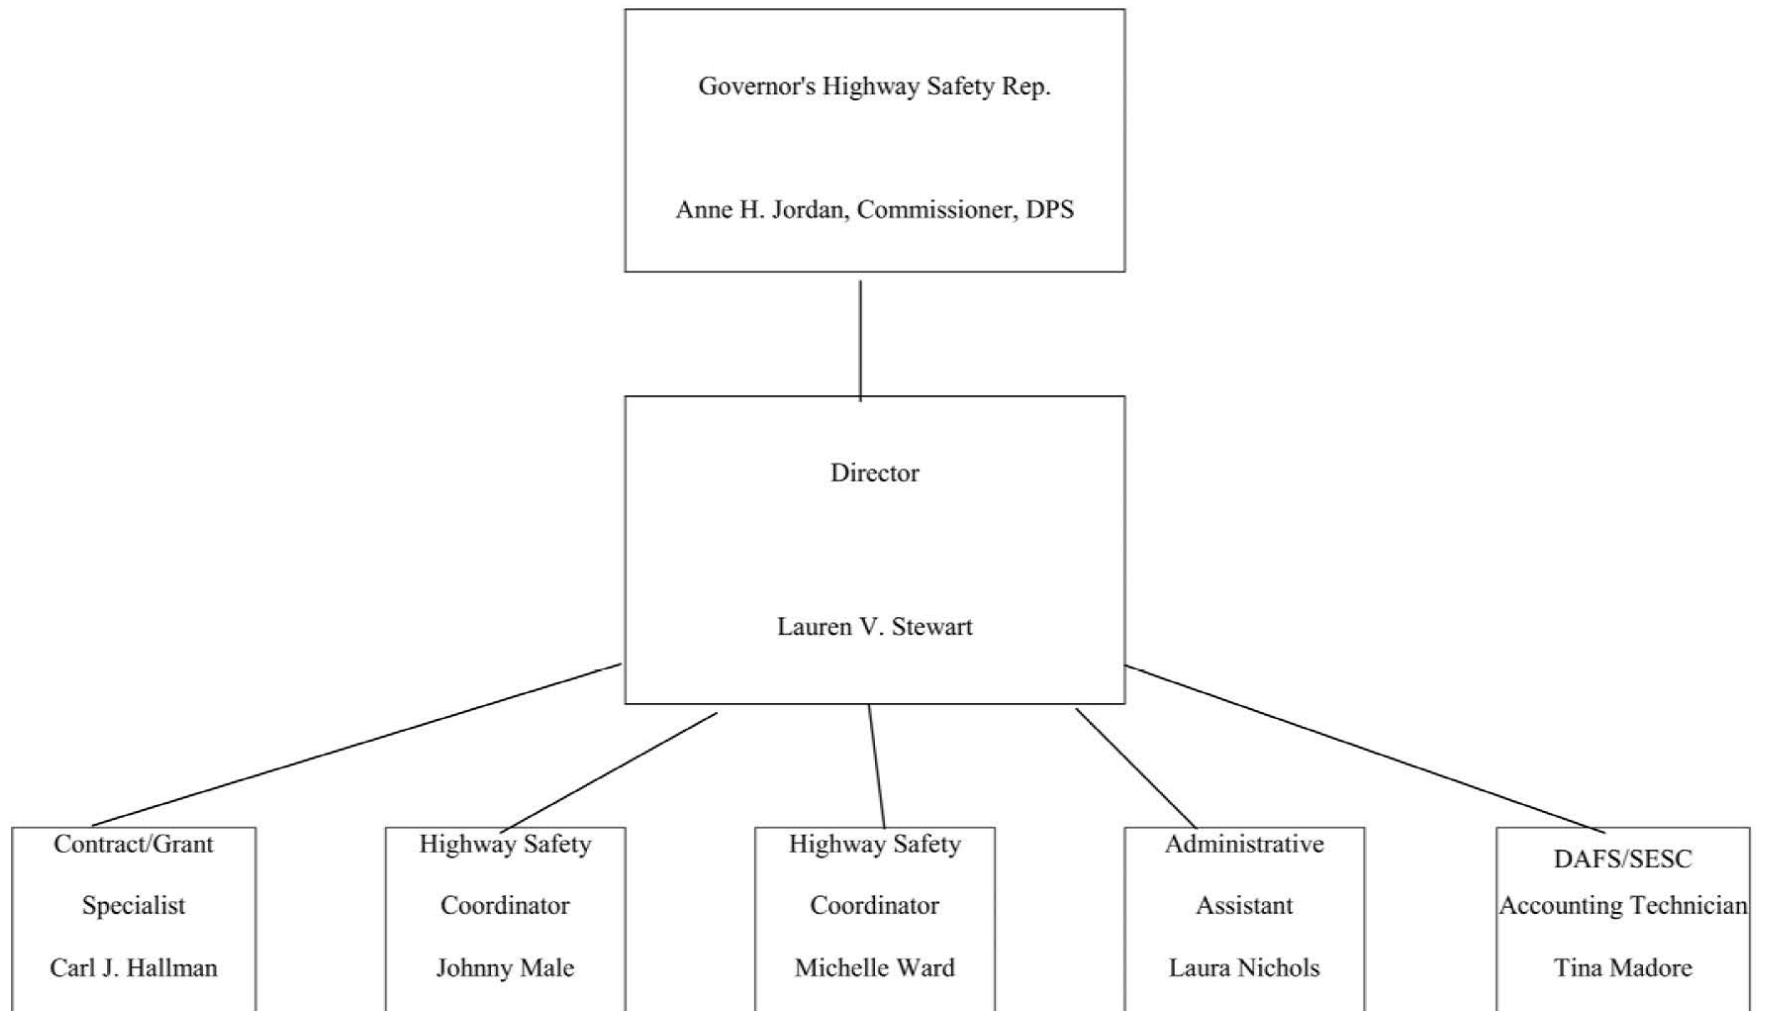 Governor's Highway Safety Rep.
Anne H. Jordan, Commissioner, DPS
Director
Lauren V. Stewart
Contract/Grant
Specialist
Carl J. Hallman
Highway Safety
Coordinator
Johnny Male
Highway Safety
Coordinator
Michelle Ward
Administrative
Assistant
Laura Nichols
DAFS/SESC
Accounting Technician
Tina Madore